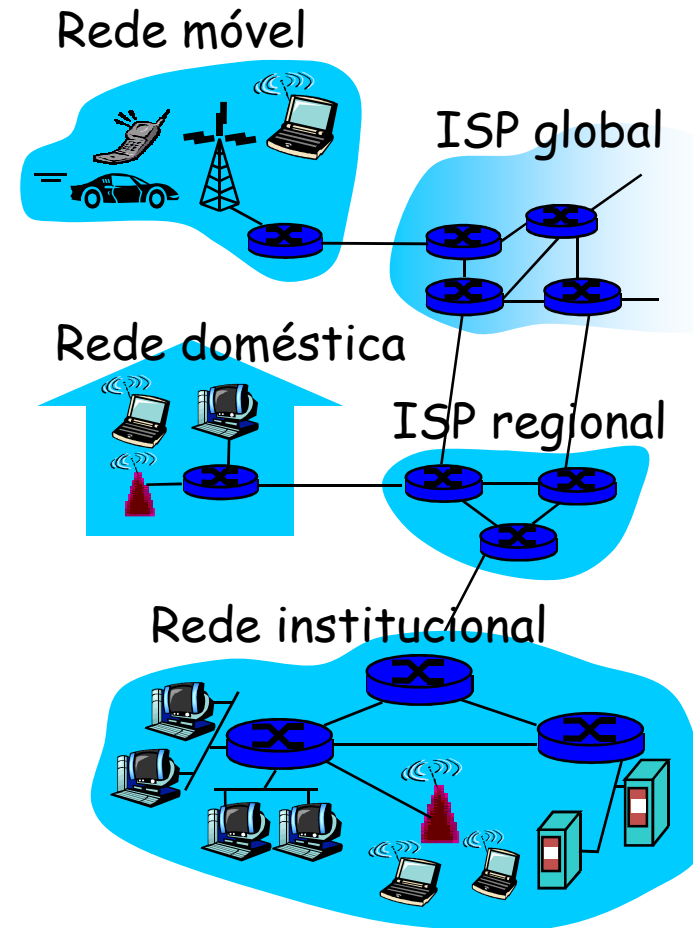 Rede móvel
ISP global
Rede doméstica
ISP regional
Rede institucional